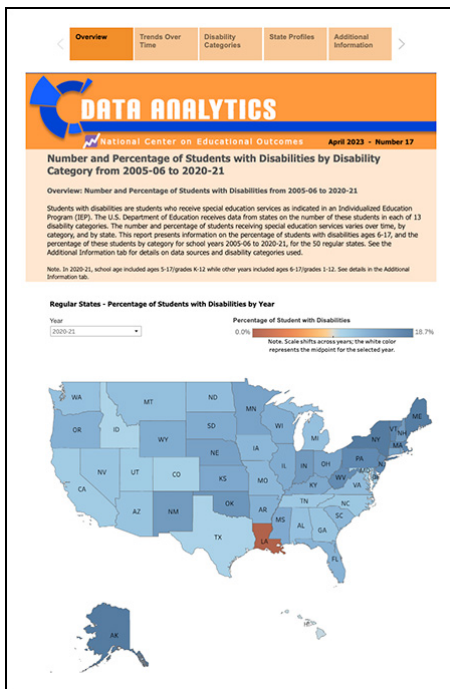 Overview
Trends Over
Time
Disability
Categories
State Profiles
Additional
Information
DATA ANALYTICS
National Center on Educational Outcomes
April 2023 - Number 17
Number and Percentage of Students with Disabilities by Disability
Category from 2005-06 to 2020-21
Overview: Number and Percentage of Students with Disabilities from 2005-06 to 2020-21
Students with disabilities are students who receive special education services as indicated in an Individualized Education
Program (IEP). The U.S. Department of Education receives data from states on the number of these students in each of 13
disability categories. The number and percentage of students receiving special education services varies over time, by
category, and by state. This report presents information on the percentage of students with disabilities ages 6-17, and the
percentage of these students by category for school years 2005-06 to 2020-21, for the 50 regular states. See the
Additional Information tab for details on data sources and disability categories.
Note. In 2020-21, school age included ages 5-17/grades K-12 while other years included ages 6-17/grades 1-12. See details in the Additional
Information tab.
Regular States - Percentage of Students with Disabilities by Year
Year
2020-21
Percentage of Student with Disabilities
0.0%
18.7%
Note. Scale shifts across years; the white color
represents the midpoint for the selected year.
WA
MT
ND
MN
ME
OR
ID
SD
WI
MI
VT
NH
NY
MA
WY
NE
IA
PA
NJ
NV
UT
CO
KS
MO
IL
IN
OH
WV
VA
KY
CA
AZ
NM
OK
AR
TN
NC
SC
TX
LA
MS
AL
GA
FL
AK
HI